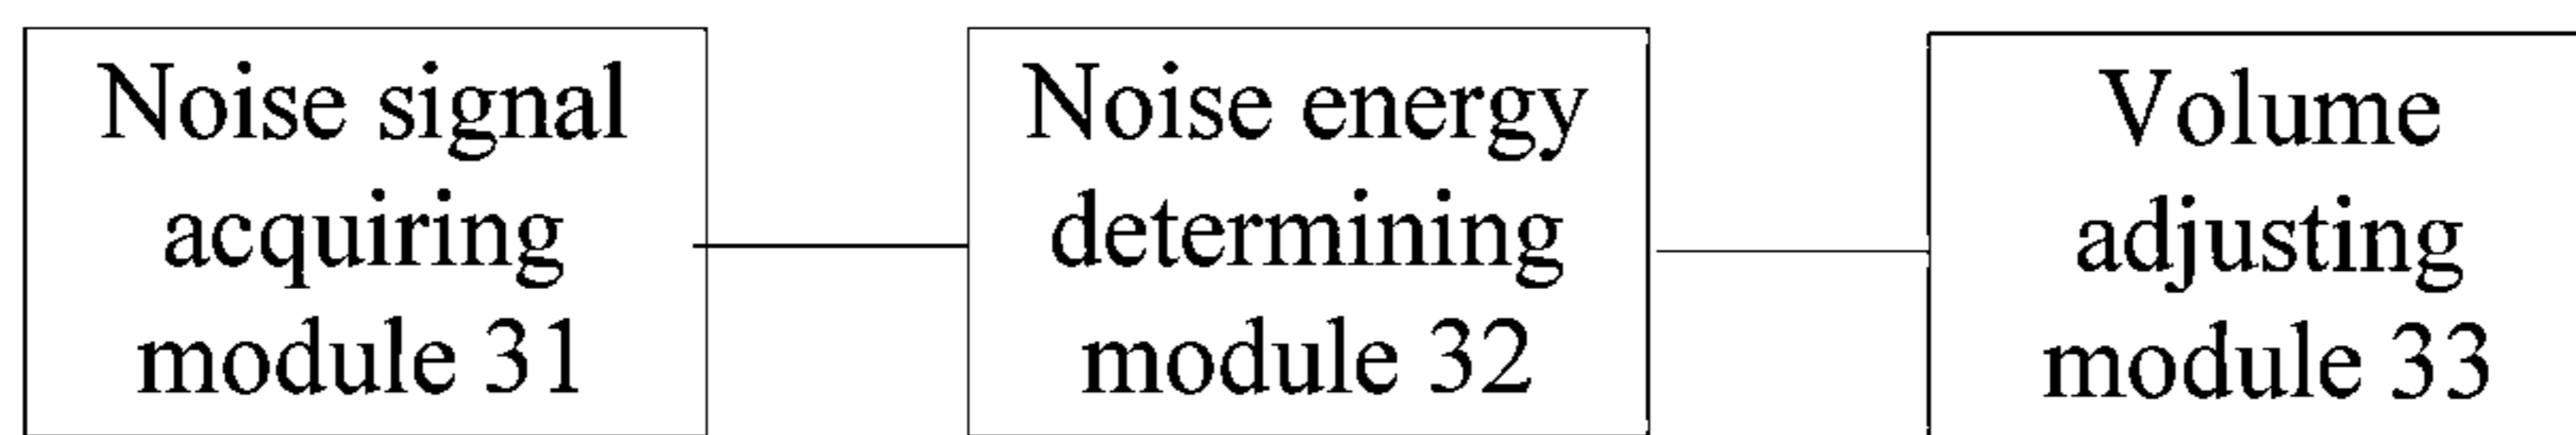 Noise signal
acquiring
module 31
Noise energy
determining
module 32
Volume
adjusting
module 33